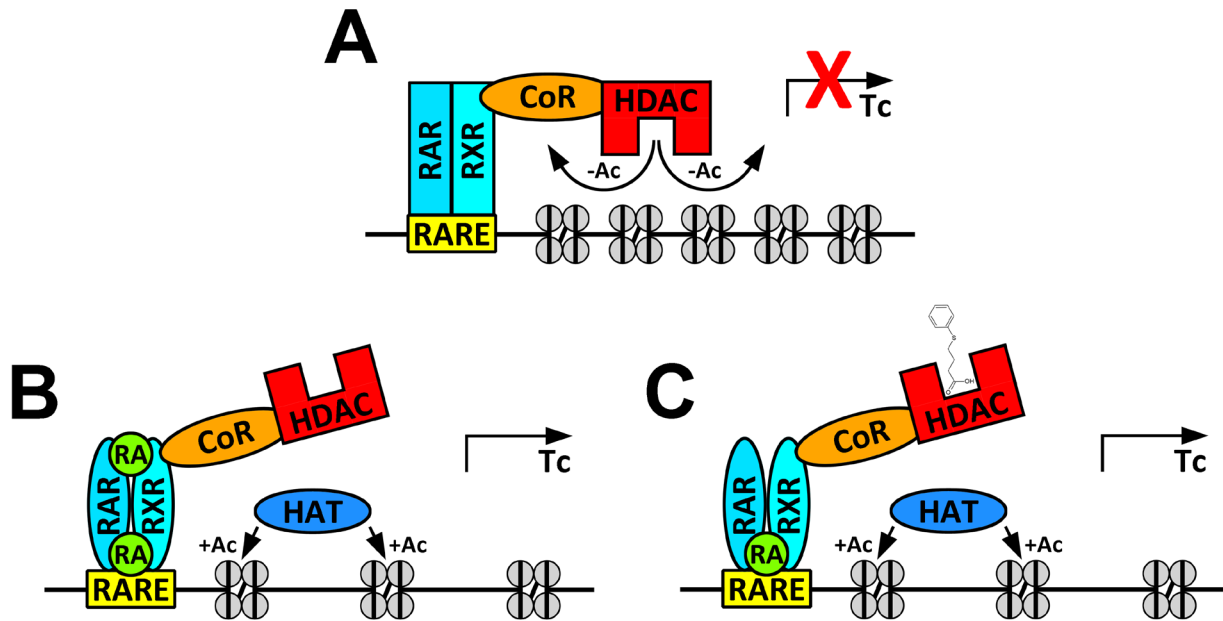 A
CoR HDAC
X
Tc
RAR RXR
-Ac -Ac
RARE
B
HDAC
CoR
Tc
RA
RAR RXR
HAT
RA
+Ac +Ac
RARE
C
S
O OH
HDAC
CoR
Tc
RAR RXR
HAT
RA
+Ac +Ac
RARE